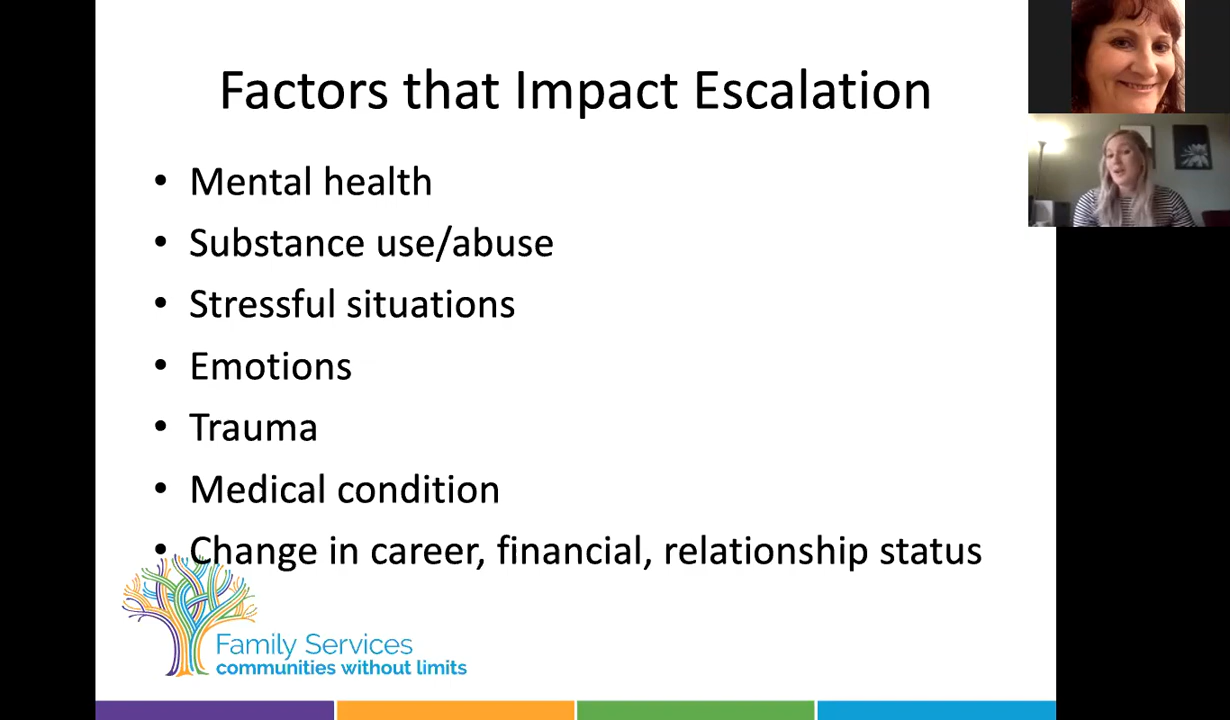 Factors that Impact Escalation
• Mental health
• Substance use/abuse
• Stressful situations
• Emotions
• Trauma
• Medical condition
• Change in career, financial, relationship status
Family Services
communities without limits